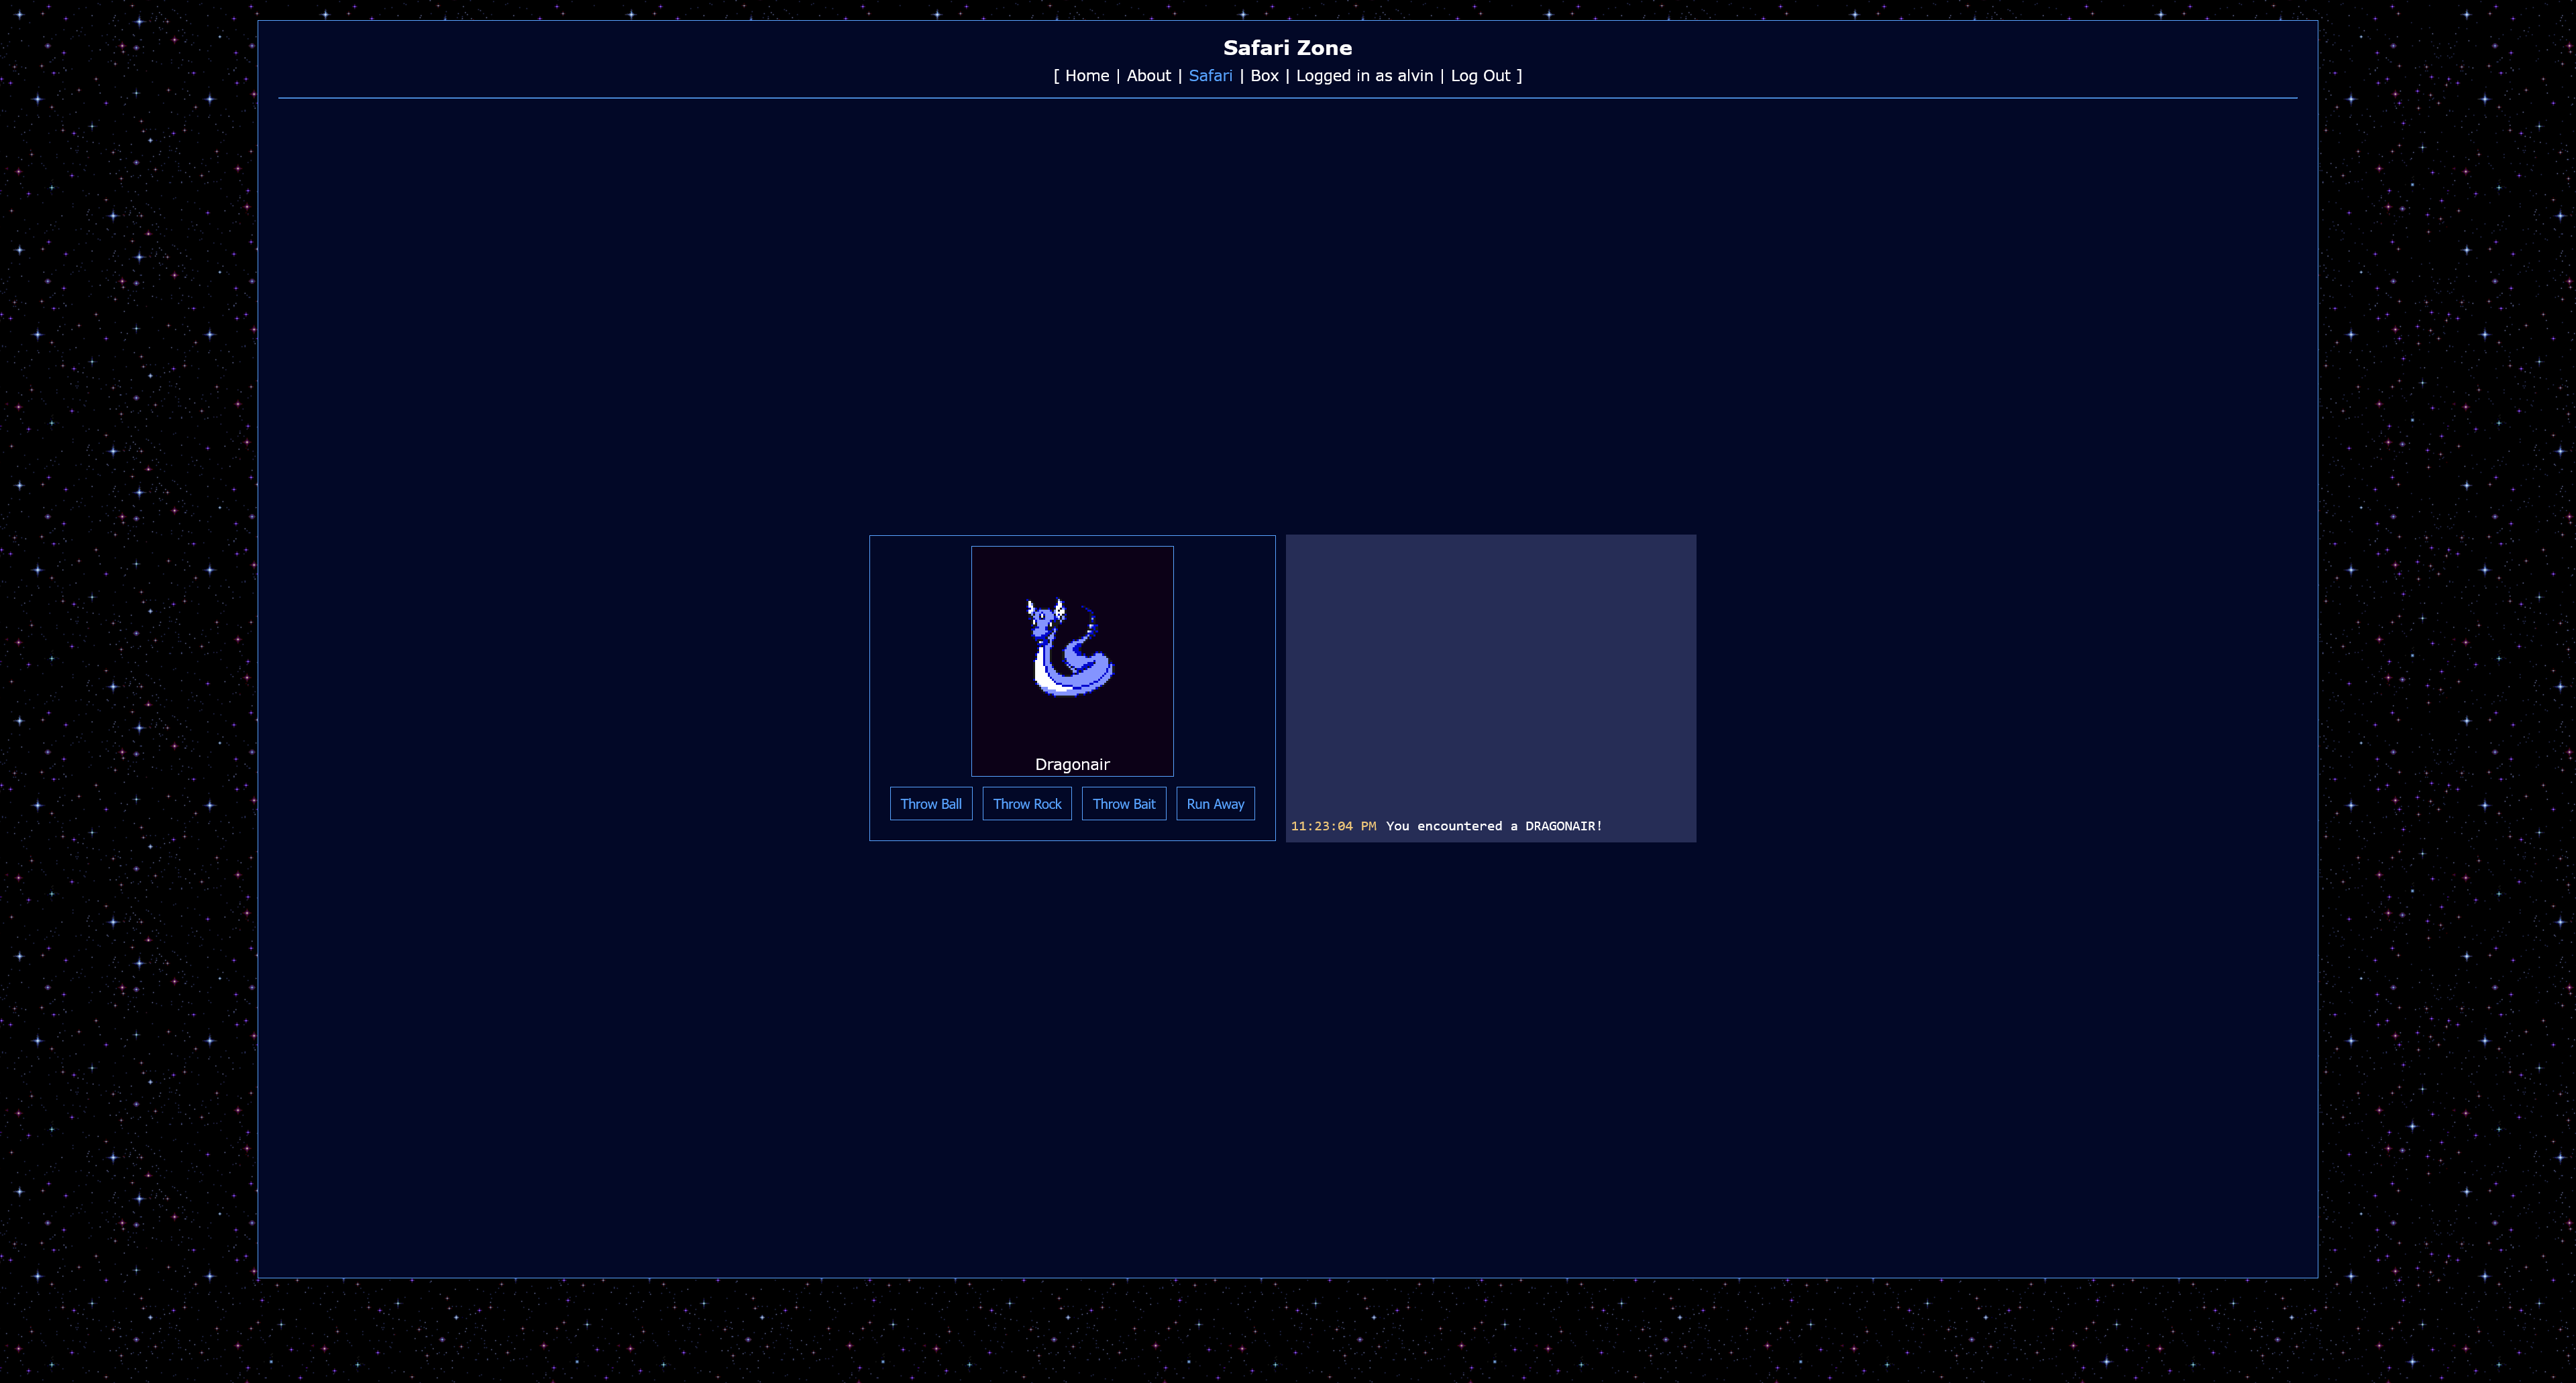 Safari Zone
[ Home | About | Safari | Box | Logged in as alvin | Log Out ]
Dragonair
Throw Ball Throw Rock Throw Bait Run Away
11:23:04 PM You encountered a DRAGONAIR!